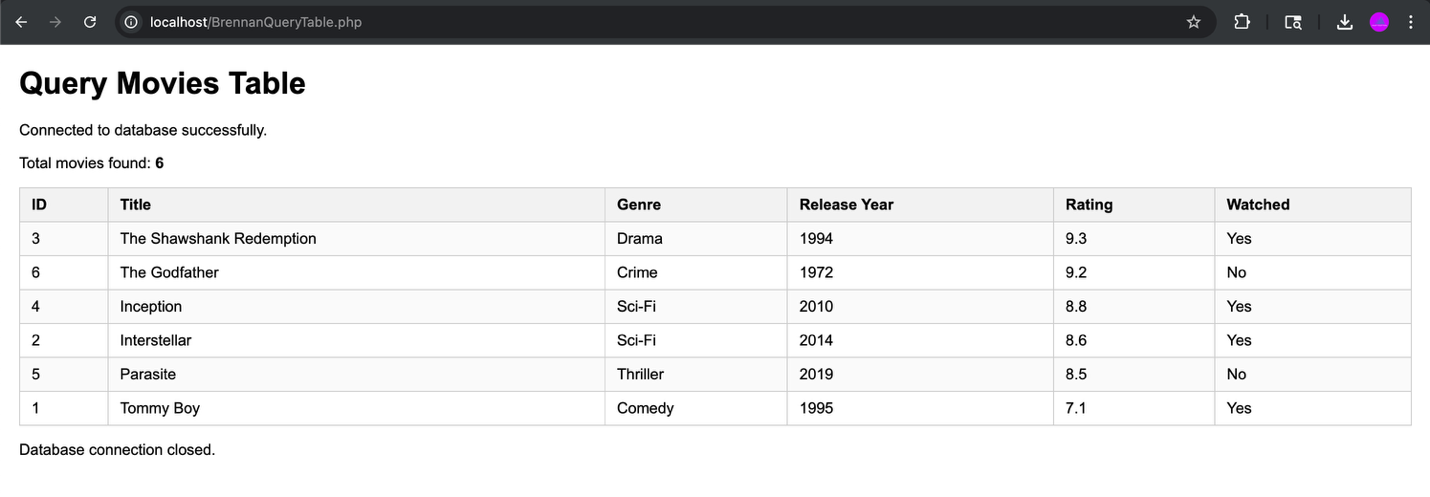 localhost/BrennanQueryTable.php
Query Movies Table
Connected to database successfully.
Total movies found: 6
ID Title Genre Release Year Rating Watched
3 The Shawshank Redemption Drama 1994 9.3 Yes
6 The Godfather Crime 1972 9.2 No
4 Inception Sci-Fi 2010 8.8 Yes
2 Interstellar Sci-Fi 2014 8.6 Yes
5 Parasite Thriller 2019 8.5 No
1 Tommy Boy Comedy 1995 7.1 Yes
Database connection closed.